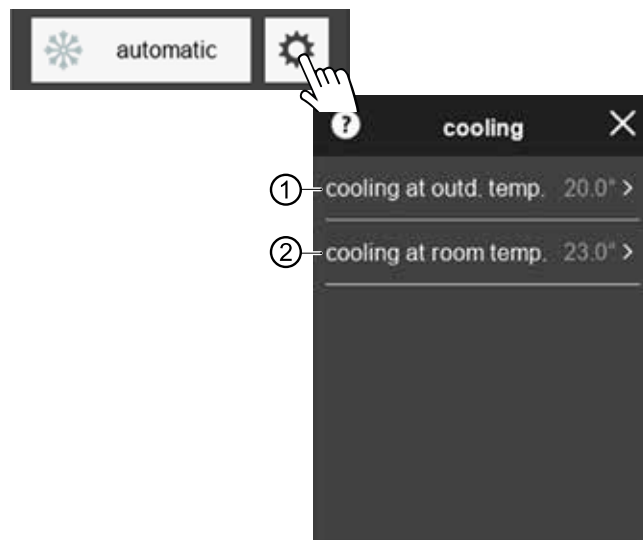 automatic
? cooling
① cooling at outd. temp. 20.0° >
② cooling at room temp. 23.0° >